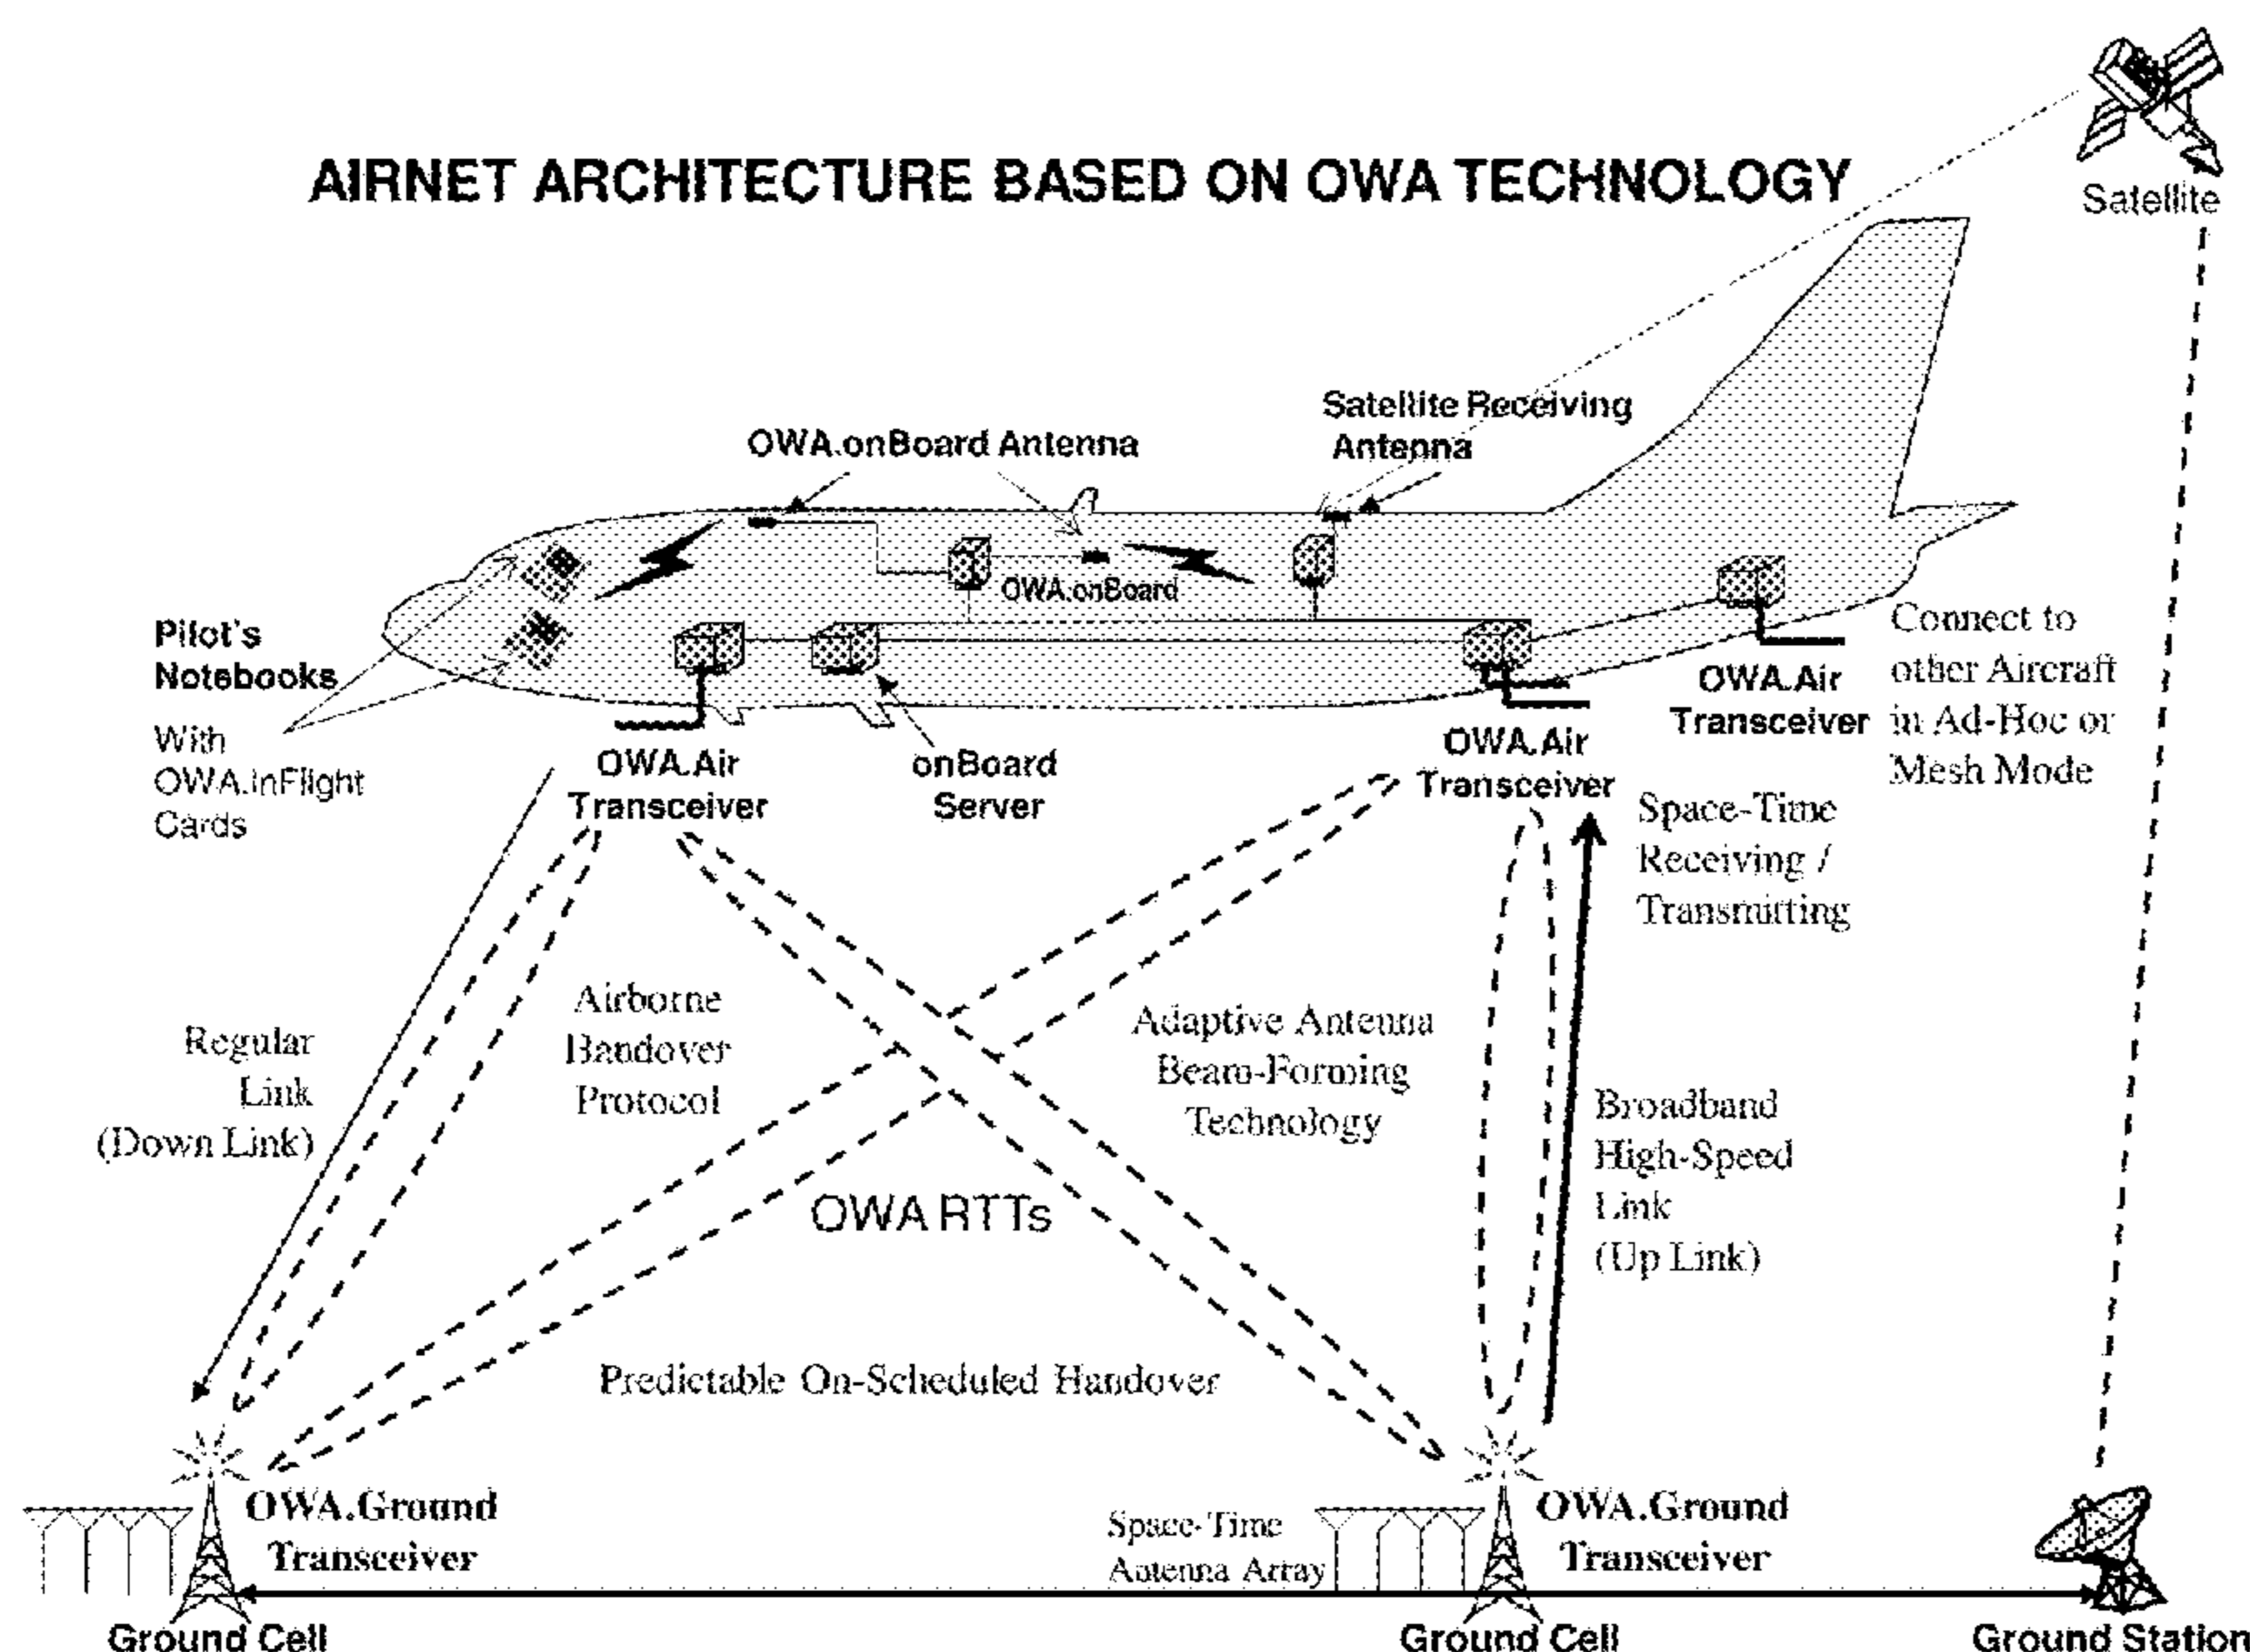 AIRNET ARCHITECTURE BASED ON OWA TECHNOLOGY
Satellite
Satellite Receiving
Antenna
OWA.onBoard Antenna
OWA.onBoard
Pilot's
Notebooks
With
OWA.inFlight
Cards
OWA.Air
Transceiver
onBoard
Server
OWA.Air
Transceiver
OWA.Air
Transceiver
Connect to
other Aircraft
in Ad-Hoc or
Mesh Mode
Space-Time
Receiving /
Transmitting
Regular
Link
(Down Link)
Airborne
Handover
Protocol
Adaptive Antenna
Beam-Forming
Technology
Broadband
High-Speed
Link
(Up Link)
OWA RTTs
Predictable On-Scheduled Handover
OWA.Ground
Transceiver
Space-Time
Antenna Array
OWA.Ground
Transceiver
Ground Cell
Ground Cell
Ground Station